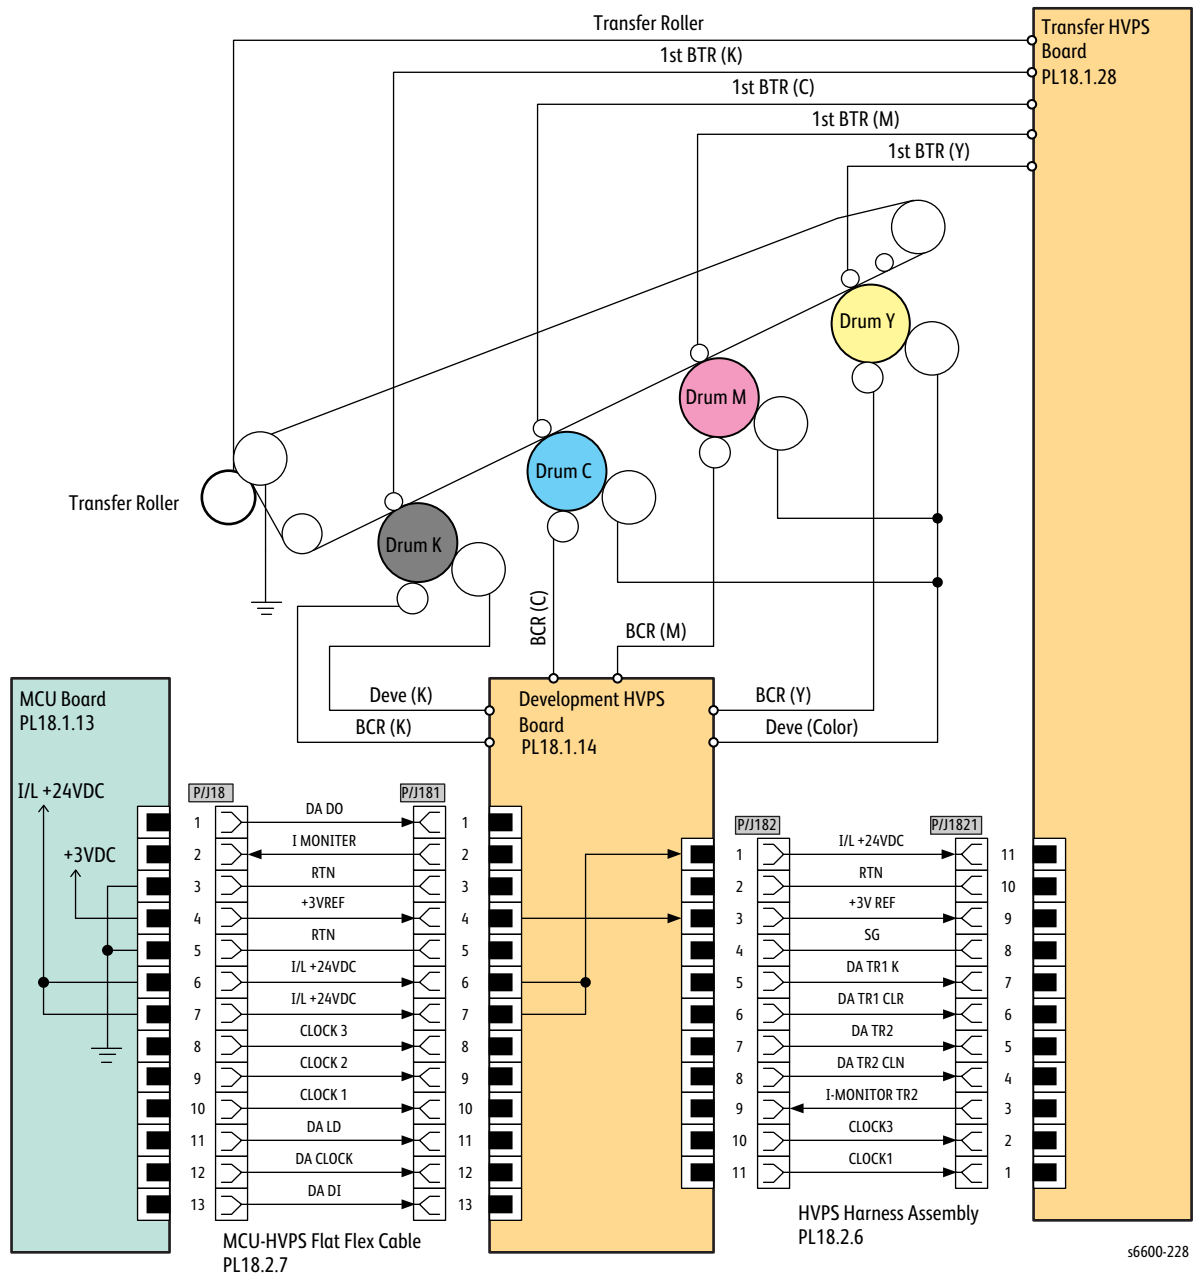 Transfer Roller
Transfer HVPS
Board
PL18.1.28
1st BTR (K)
1st BTR (C)
1st BTR (M)
1st BTR (Y)
Drum Y
Drum M
Drum C
Drum K
Transfer Roller
BCR (C)
BCR (M)
MCU Board
PL18.1.13
Deve (K)
BCR (K)
Development HVPS
Board
PL18.1.14
BCR (Y)
Deve (Color)
I/L +24VDC
+3VDC
P/J18
P/J181
1 DA DO 1
2 I MONITER 2
3 RTN 3
4 +3VREF 4
5 RTN 5
6 I/L +24VDC 6
7 I/L +24VDC 7
8 CLOCK 3 8
9 CLOCK 2 9
10 CLOCK 1 10
11 DA LD 11
12 DA CLOCK 12
13 DA DI 13
P/J182
P/J1821
1 I/L +24VDC 11
2 RTN 10
3 +3V REF 9
4 SG 8
5 DA TR1 K 7
6 DA TR1 CLR 6
7 DA TR2 5
8 DA TR2 CLN 4
9 I-MONITOR TR2 3
10 CLOCK3 2
11 CLOCK1 1
MCU-HVPS Flat Flex Cable
PL18.2.7
HVPS Harness Assembly
PL18.2.6
s6600-228